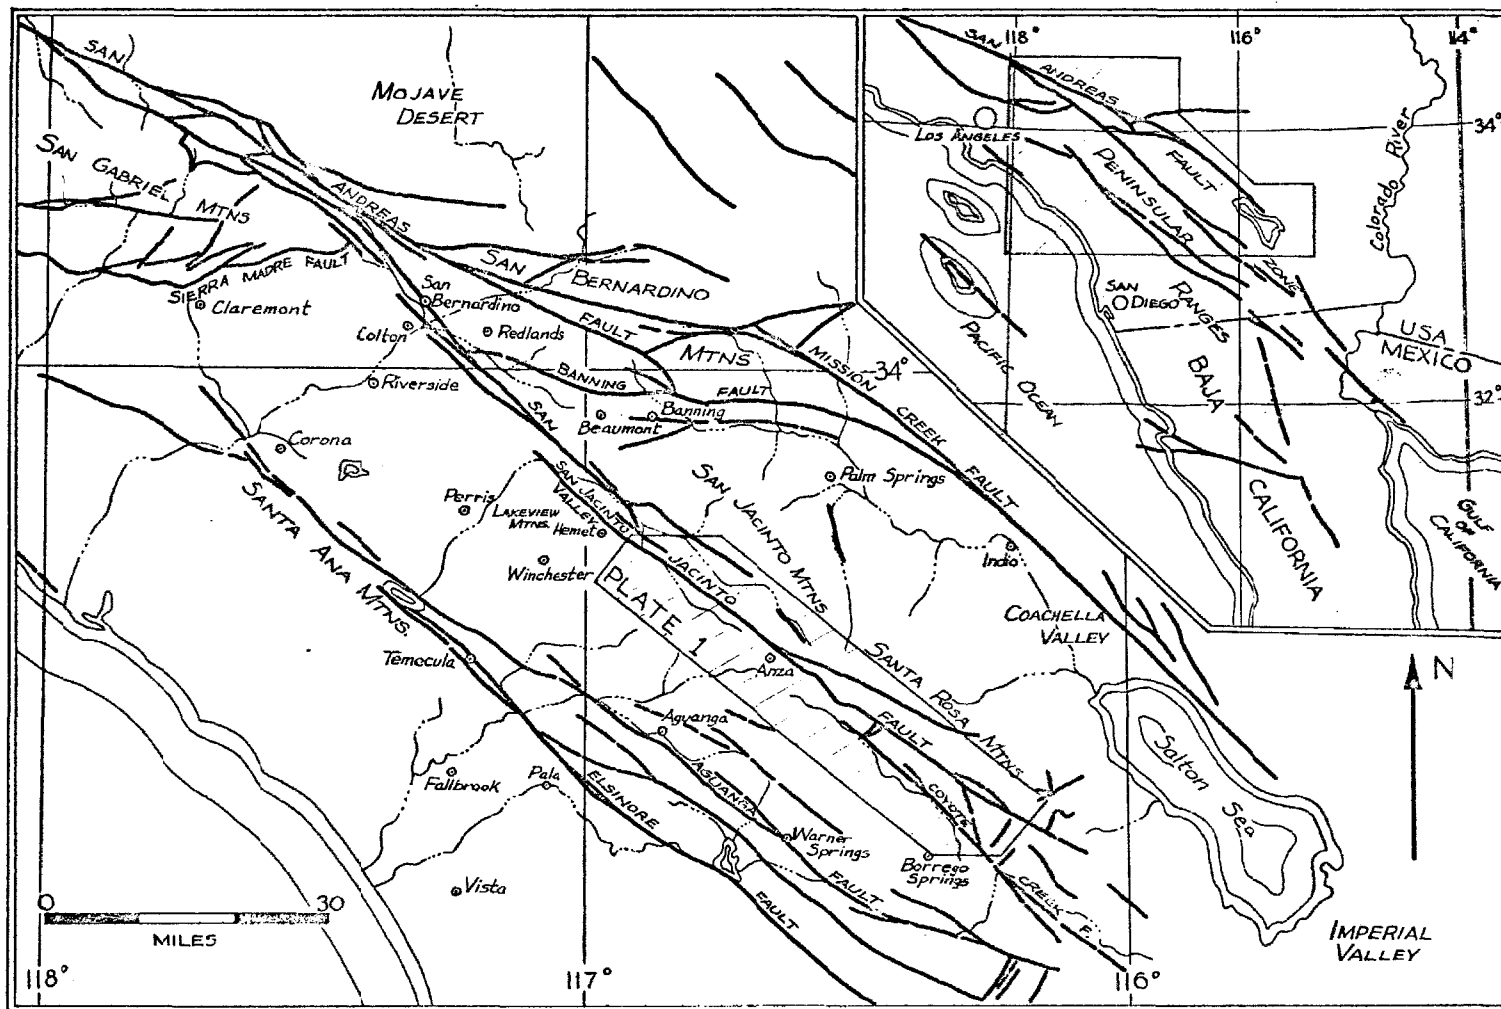 SAN
ANDREAS
FAULT
MOJAVE
DESERT
SAN GABRIEL
MTNS
SIERRA MADRE FAULT
Claremont
San
Bernardino
Colton
Redlands
Riverside
SAN
BERNARDINO
MTNS
BANNING
FAULT
MISSION
CREEK
FAULT
34°
Beaumont
Banning
Corona
SAN
JACINTO
FAULT
SAN JACINTO
VALLEY
Perris
LAKEVIEW
MTNS.
Hemet
Winchester
SAN JACINTO MTNS
Palm Springs
Indio
COACHELLA
VALLEY
SANTA ANA MTNS.
PLATE 1
Temecula
Anza
SANTA ROSA MTNS
Aguanga
AGUANGA
FAULT
ELSINORE
FAULT
Fallbrook
Pala
Warner
Springs
COYOTE
CREEK F.
Borrego
Springs
Vista
Salton Sea
IMPERIAL
VALLEY
N
0
30
MILES
118°
117°
116°
118°
116°
114°
SAN
ANDREAS
FAULT
ZONE
LOS ANGELES
34°
PENINSULAR
RANGES
Colorado River
SAN
DIEGO
PACIFIC OCEAN
USA
MEXICO
32°
BAJA
CALIFORNIA
GULF
OF
CALIFORNIA